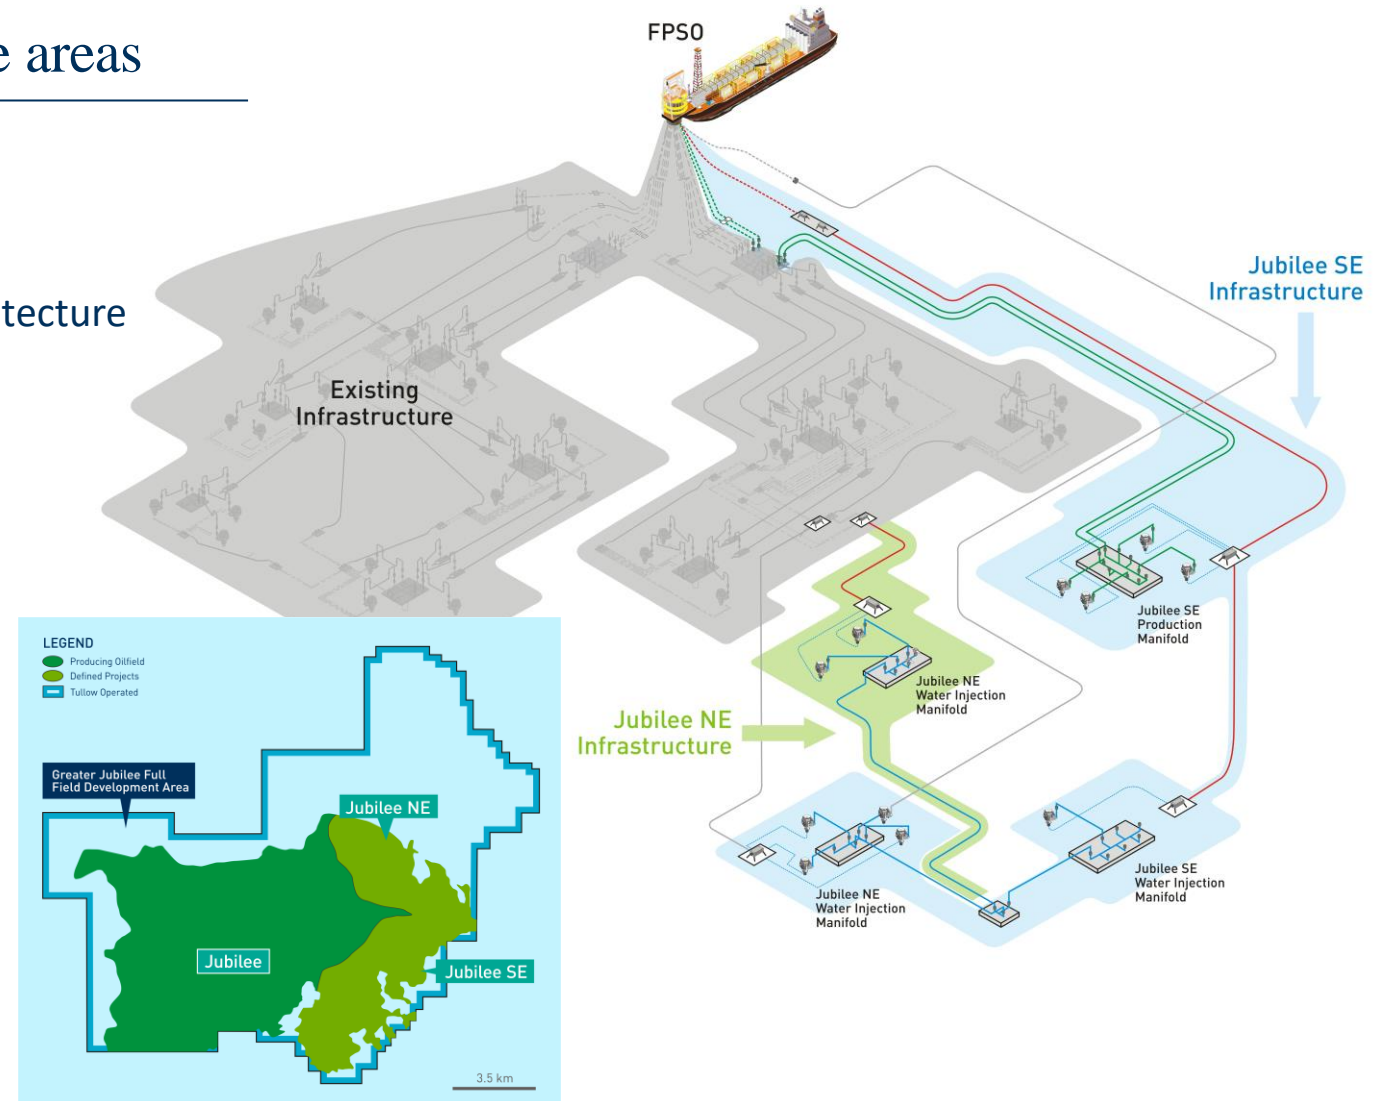 e areas
tecture
FPSO
Jubilee SE
Infrastructure
Existing
Infrastructure
Jubilee SE
Production
Manifold
Jubilee NE
Water Injection
Manifold
Jubilee NE
Infrastructure
Jubilee SE
Water Injection
Manifold
Jubilee NE
Water Injection
Manifold
LEGEND
Producing Oilfield
Defined Projects
Tullow Operated
Greater Jubilee Full
Field Development Area
Jubilee NE
Jubilee
Jubilee SE
3.5 km